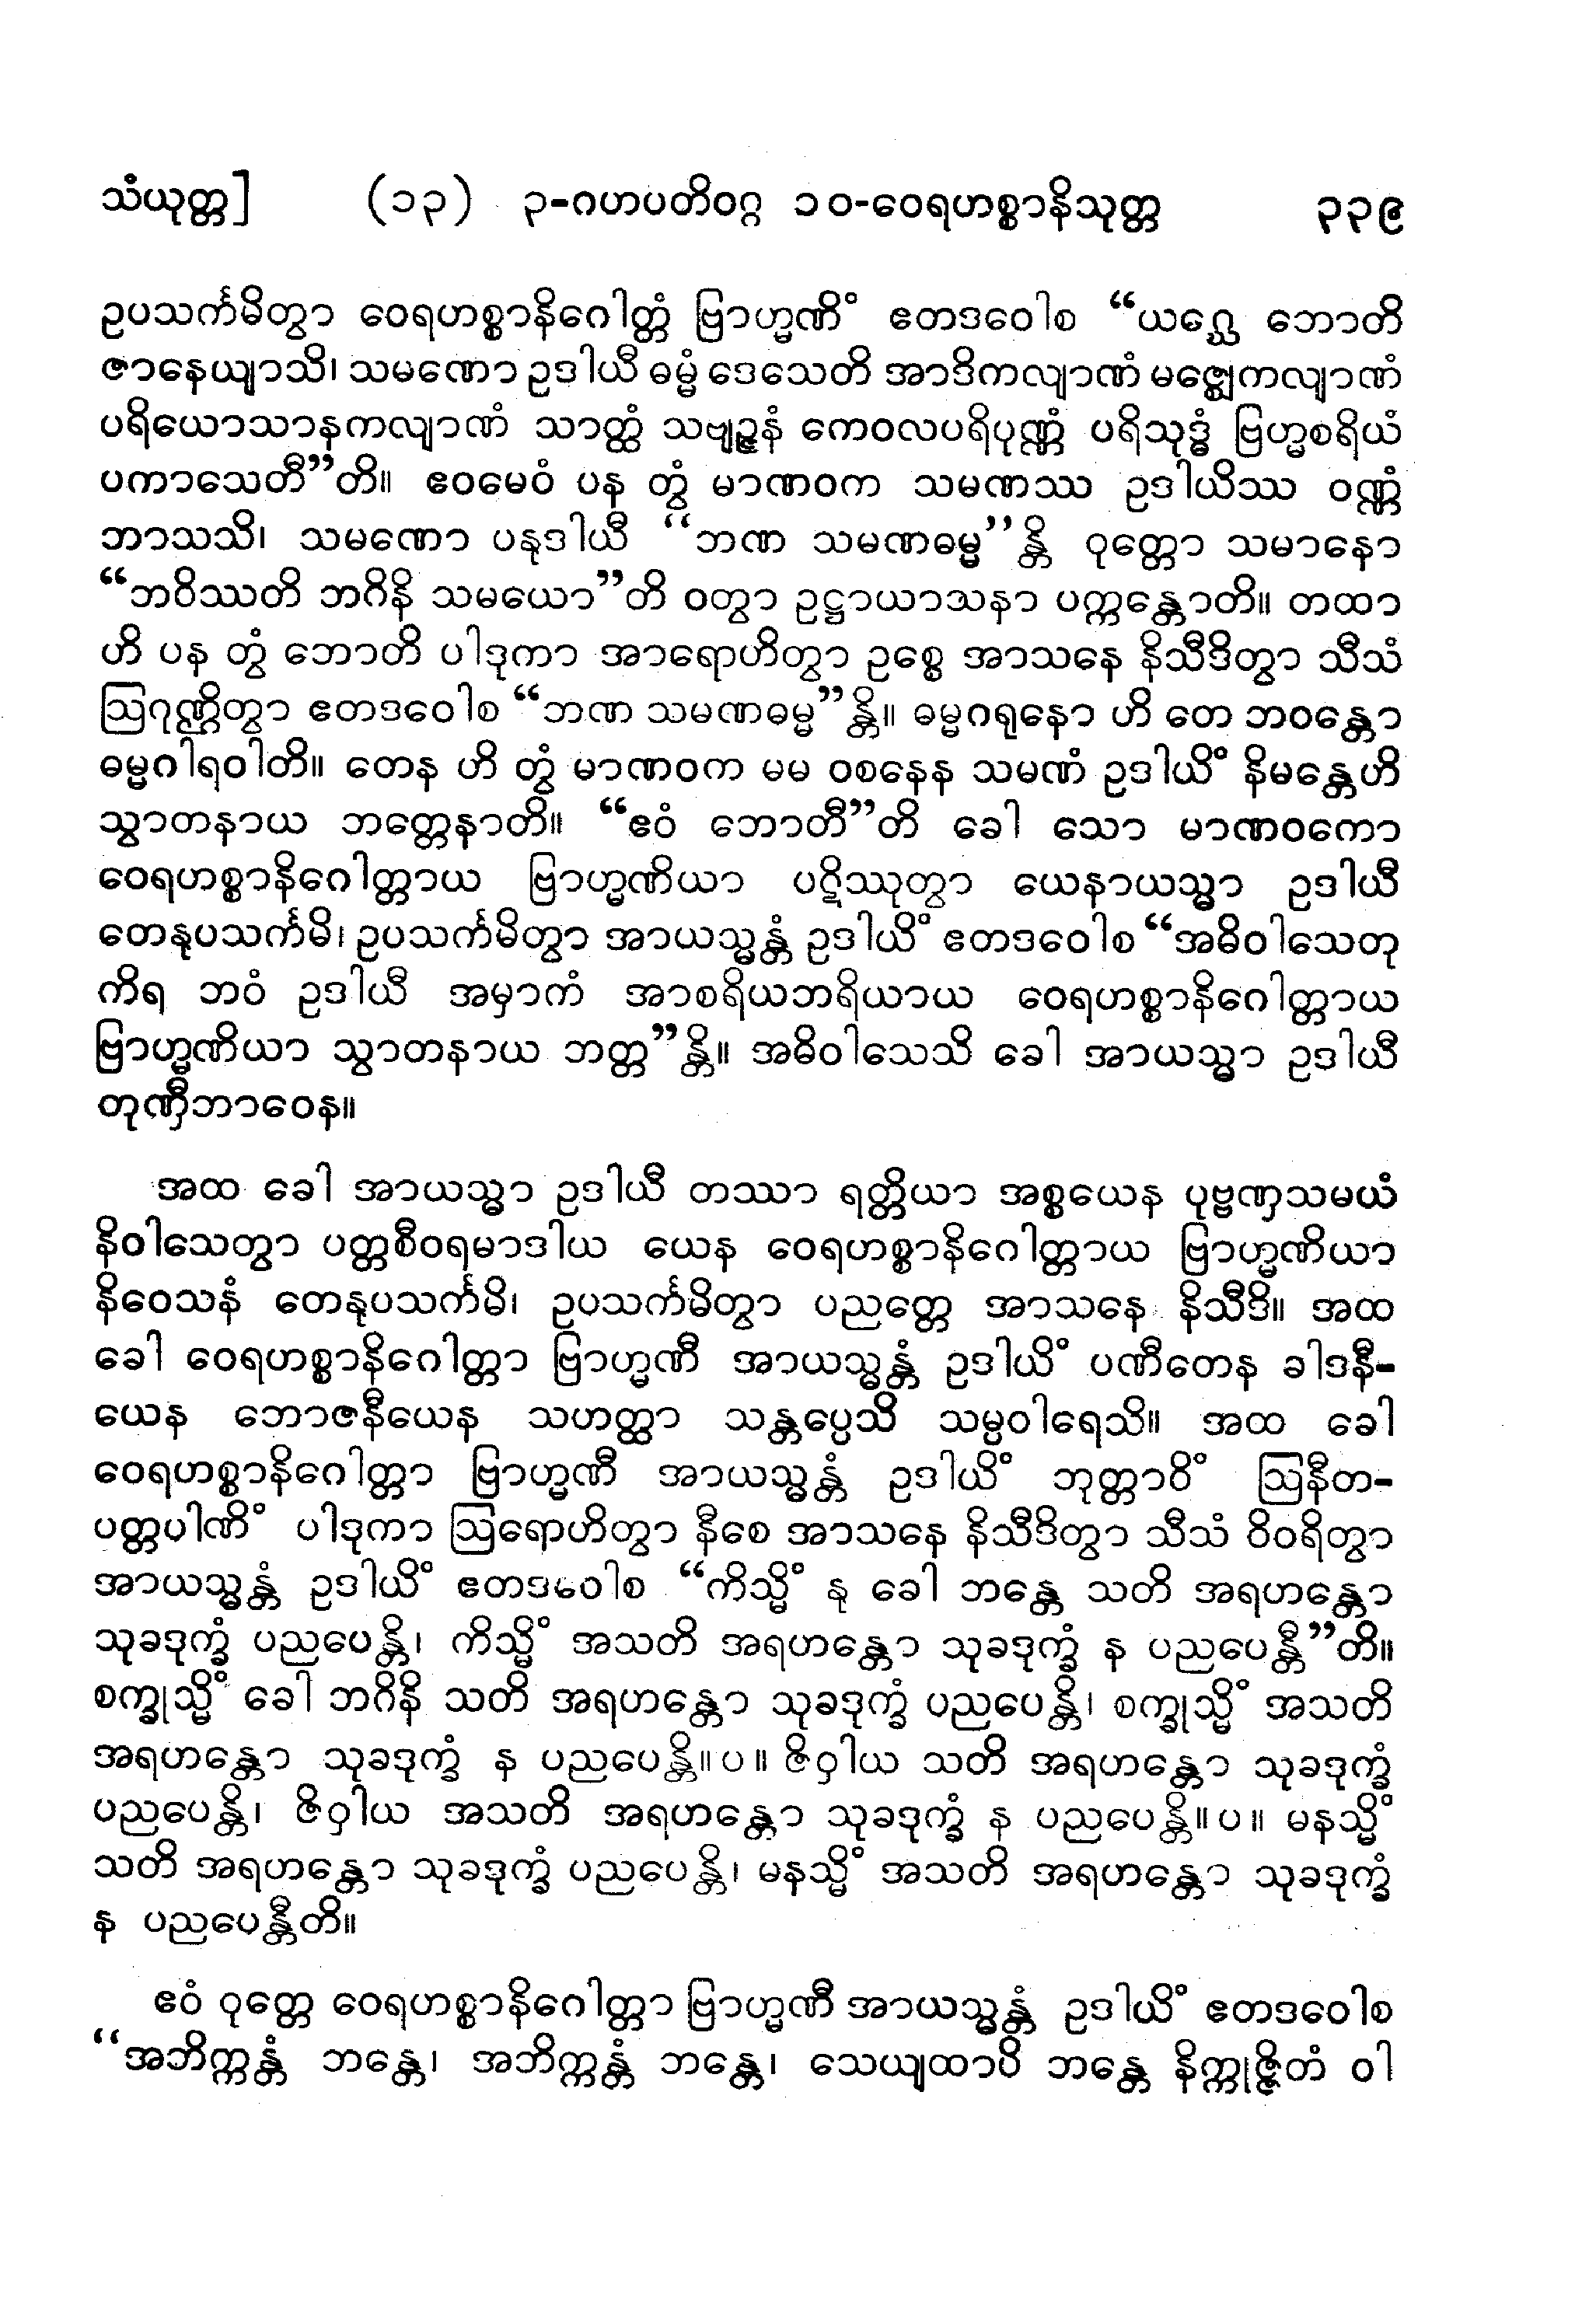 သံယုတ္တ] (၁၃) ၃-ဂဟပတိဝဂ္ဂ ၁၀-ဝေရဟစ္စာနိသုတ္တ ၃၃၉
ဥပသင်္ကမိတွာ ဝေရဟစ္စာနိဂေါတ္တံ ဗြာဟ္မဏိံ ဧတဒဝေါစ “ယဂ္ဃေ ဘောတိ
ဇာနေယျာသိ၊ သမဏော ဥဒါယီ ဓမ္မံ ဒေသေတိ အာဒိကလျာဏံ မဇ္ဈေကလျာဏံ
ပရိယောသာနကလျာဏံ သာတ္ထံ သဗျဉ္ဇနံ ကေဝလပရိပုဏ္ဏံ ပရိသုဒ္ဓံ ဗြဟ္မစရိယံ
ပကာသေတီ”တိ။ ဧဝမေဝံ ပန တွံ မာဏဝက သမဏဿ ဥဒါယိဿ ဝဏ္ဏံ
ဘာသသိ၊ သမဏော ပနုဒါယီ “ဘဏ သမဏဓမ္မ”န္တိ ဝုတ္တော သမာနော
“ဘဝိဿတိ ဘဂိနိ သမယော”တိ ဝတွာ ဥဋ္ဌာယာသနာ ပက္ကန္တောတိ။ တထာ
ဟိ ပန တွံ ဘောတိ ပါဒုကာ အာရောဟိတွာ ဥစ္စေ အာသနေ နိသီဒိတွာ သီသံ
ဩဂုဏ္ဌိတွာ ဧတဒဝေါစ “ဘဏ သမဏဓမ္မ”န္တိ။ ဓမ္မဂရုနော ဟိ တေ ဘဝန္တော
ဓမ္မဂါရဝါတိ။ တေန ဟိ တွံ မာဏဝက မမ ဝစနေန သမဏံ ဥဒါယိံ နိမန္တေဟိ
သွာတနာယ ဘတ္တေနာတိ။ “ဧဝံ ဘောတီ”တိ ခေါ သော မာဏဝကော
ဝေရဟစ္စာနိဂေါတ္တာယ ဗြာဟ္မဏိယာ ပဋိဿုတွာ ယေနာယသ္မာ ဥဒါယီ
တေနုပသင်္ကမိ၊ ဥပသင်္ကမိတွာ အာယသ္မန္တံ ဥဒါယိံ ဧတဒဝေါစ “အဓိဝါသေတု
ကိရ ဘဝံ ဥဒါယီ အမှာကံ အာစရိယဘရိယာယ ဝေရဟစ္စာနိဂေါတ္တာယ
ဗြာဟ္မဏိယာ သွာတနာယ ဘတ္တ”န္တိ။ အဓိဝါသေသိ ခေါ အာယသ္မာ ဥဒါယီ
တုဏှီဘာဝေန။
အထ ခေါ အာယသ္မာ ဥဒါယီ တဿာ ရတ္တိယာ အစ္စယေန ပုဗ္ဗဏှသမယံ
နိဝါသေတွာ ပတ္တစီဝရမာဒါယ ယေန ဝေရဟစ္စာနိဂေါတ္တာယ ဗြာဟ္မဏိယာ
နိဝေသနံ တေနုပသင်္ကမိ၊ ဥပသင်္ကမိတွာ ပညတ္တေ အာသနေ နိသီဒိ။ အထ
ခေါ ဝေရဟစ္စာနိဂေါတ္တာ ဗြာဟ္မဏီ အာယသ္မန္တံ ဥဒါယိံ ပဏီတေန ခါဒနီ-
ယေန ဘောဇနီယေန သဟတ္ထာ သန္တပ္ပေသိ သမ္ပဝါရေသိ။ အထ ခေါ
ဝေရဟစ္စာနိဂေါတ္တာ ဗြာဟ္မဏီ အာယသ္မန္တံ ဥဒါယိံ ဘုတ္တာဝိံ ဩနီတ-
ပတ္တပါဏိံ ပါဒုကာ ဩရောဟိတွာ နီစေ အာသနေ နိသီဒိတွာ သီသံ ဝိဝရိတွာ
အာယသ္မန္တံ ဥဒါယိံ ဧတဒဝေါစ “ကိသ္မိံ နု ခေါ ဘန္တေ သတိ အရဟန္တော
သုခဒုက္ခံ ပညပေန္တိ၊ ကိသ္မိံ အသတိ အရဟန္တော သုခဒုက္ခံ န ပညပေန္တီ”တိ။
စက္ခုသ္မိံ ခေါ ဘဂိနိ သတိ အရဟန္တော သုခဒုက္ခံ ပညပေန္တိ၊ စက္ခုသ္မိံ အသတိ
အရဟန္တော သုခဒုက္ခံ န ပညပေန္တိ။ပ။ ဇိဝှါယ သတိ အရဟန္တော သုခဒုက္ခံ
ပညပေန္တိ၊ ဇိဝှါယ အသတိ အရဟန္တော သုခဒုက္ခံ န ပညပေန္တိ။ပ။ မနသ္မိံ
သတိ အရဟန္တော သုခဒုက္ခံ ပညပေန္တိ၊ မနသ္မိံ အသတိ အရဟန္တော သုခဒုက္ခံ
န ပညပေန္တီတိ။
ဧဝံ ဝုတ္တေ ဝေရဟစ္စာနိဂေါတ္တာ ဗြာဟ္မဏီ အာယသ္မန္တံ ဥဒါယိံ ဧတဒဝေါစ
“အဘိက္ကန္တံ ဘန္တေ၊ အဘိက္ကန္တံ ဘန္တေ၊ သေယျထာပိ ဘန္တေ နိက္ကုဇ္ဇိတံ ဝါ